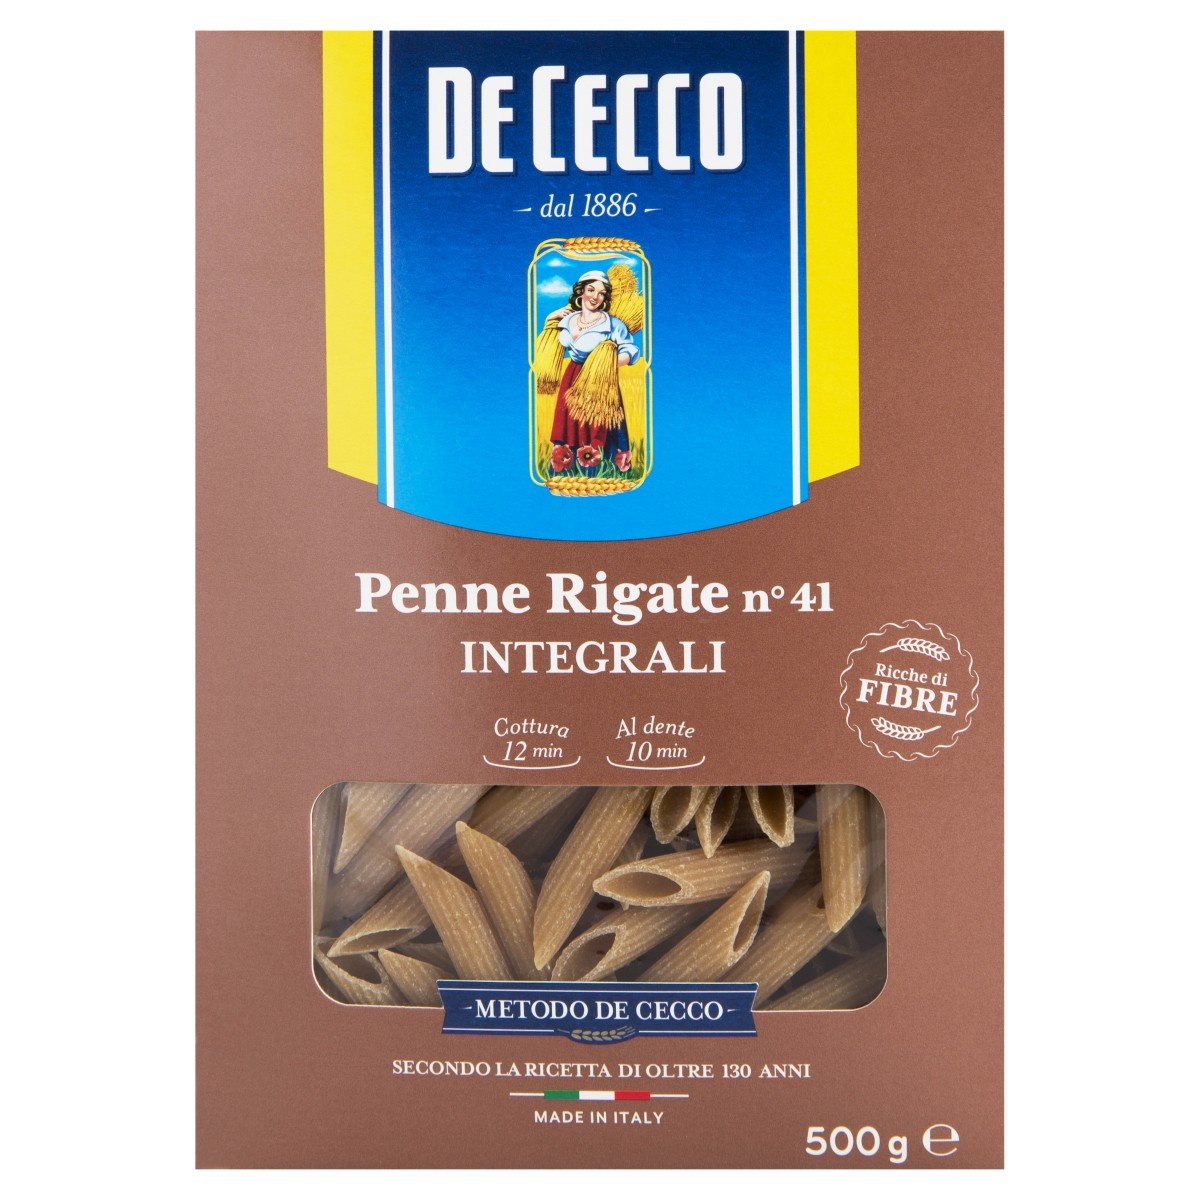 DE CECCO
- dal 1886 -
Penne Rigate n° 41
INTEGRALI
Ricche di
FIBRE
Cottura
12 min
Al dente
10 min
-METODO DE CECCO-
SECONDO LA RICETTA DI OLTRE 130 ANNI
MADE IN ITALY
500 g ℮